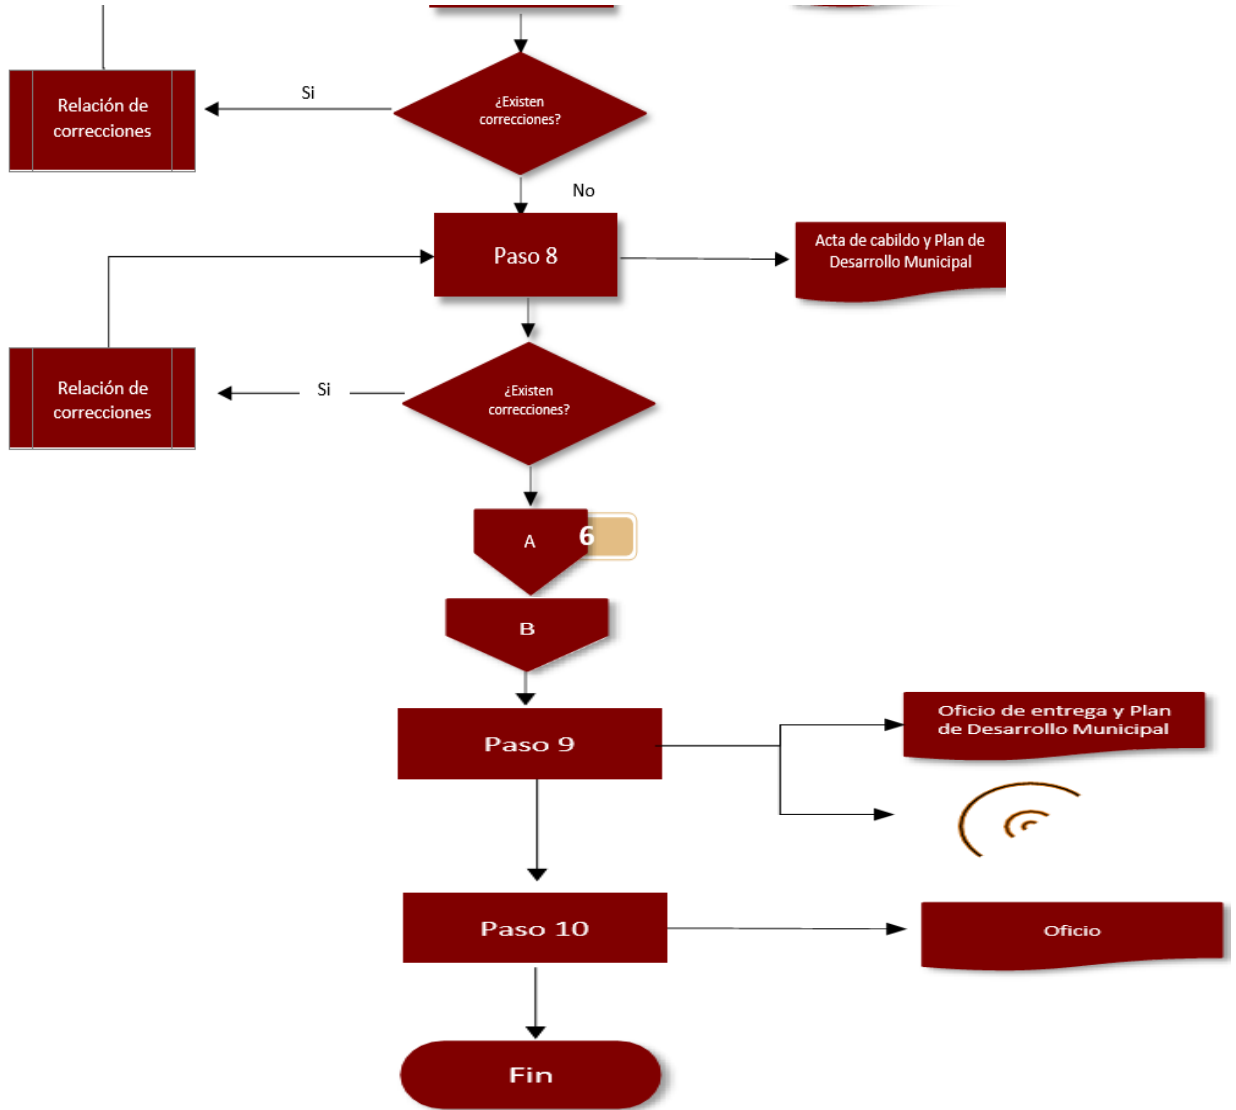 ¿Existen
correcciones?
Si
Relación de
correcciones
No
Paso 8
Acta de cabildo y Plan de
Desarrollo Municipal
¿Existen
correcciones?
Si
Relación de
correcciones
A
6
B
Paso 9
Oficio de entrega y Plan
de Desarrollo Municipal
Paso 10
Oficio
Fin